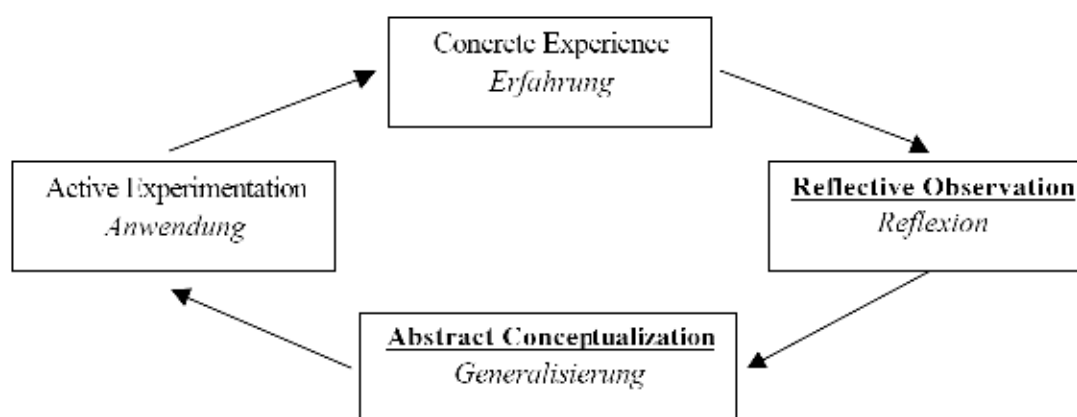 Concrete Experience
Erfahrung
Active Experimentation
Anwendung
Reflective Observation
Reflexion
Abstract Conceptualization
Generalisierung